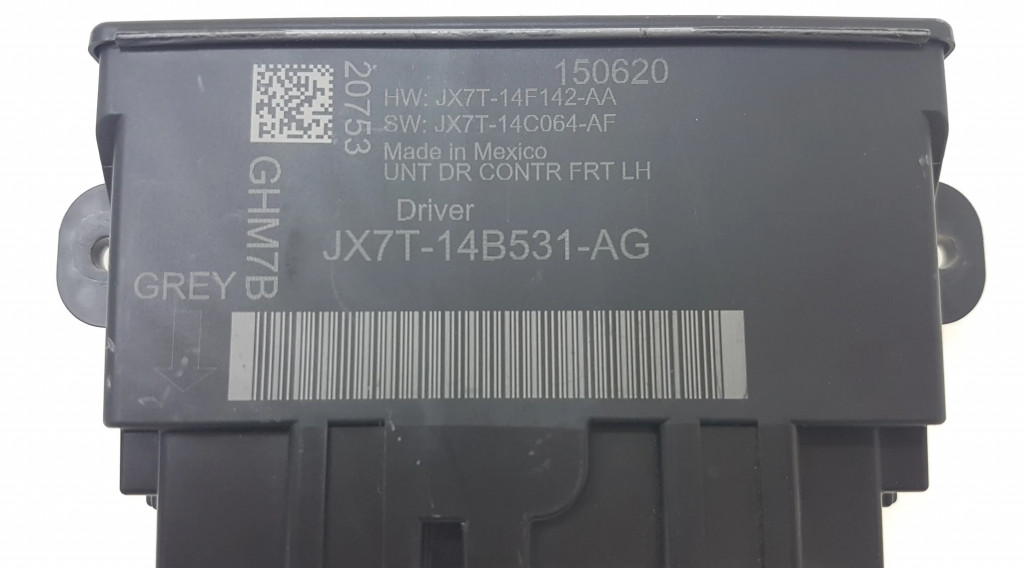 150620
20753
HW: JX7T-14F142-AA
SW: JX7T-14C064-AF
Made in Mexico
UNT DR CONTR FRT LH
GHM7B
Driver
JX7T-14B531-AG
GREY